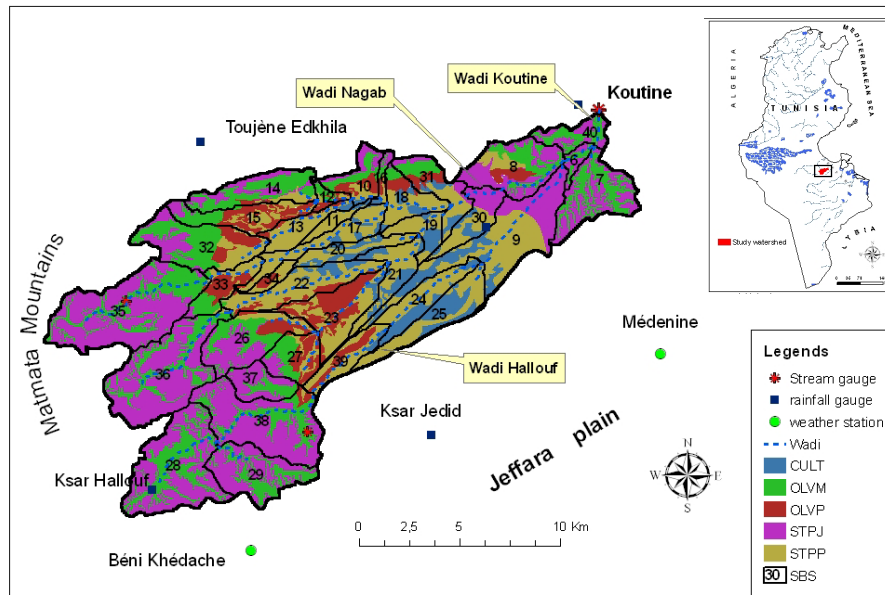 Wadi Koutine
Wadi Nagab
Koutine
Toujène Edkhila
40
6
8
7
14
16
10
31
12
18
15
11
13
17
19
30
32
20
9
21
33
34
22
24
35
23
25
26
27
39
36
37
38
28
29
Matmata Mountains
Wadi Hallouf
Médenine
Ksar Jedid
Jeffara plain
Ksar Hallouf
Béni Khédache
N
W
E
S
0 2,5 5 10 Km
MEDITERRANEAN SEA
ALGERIA
TUNISIA
LYBIA
Study watershed
N
Legends
Stream gauge
rainfall gauge
weather station
Wadi
CULT
OLVM
OLVP
STPJ
STPP
30 SBS